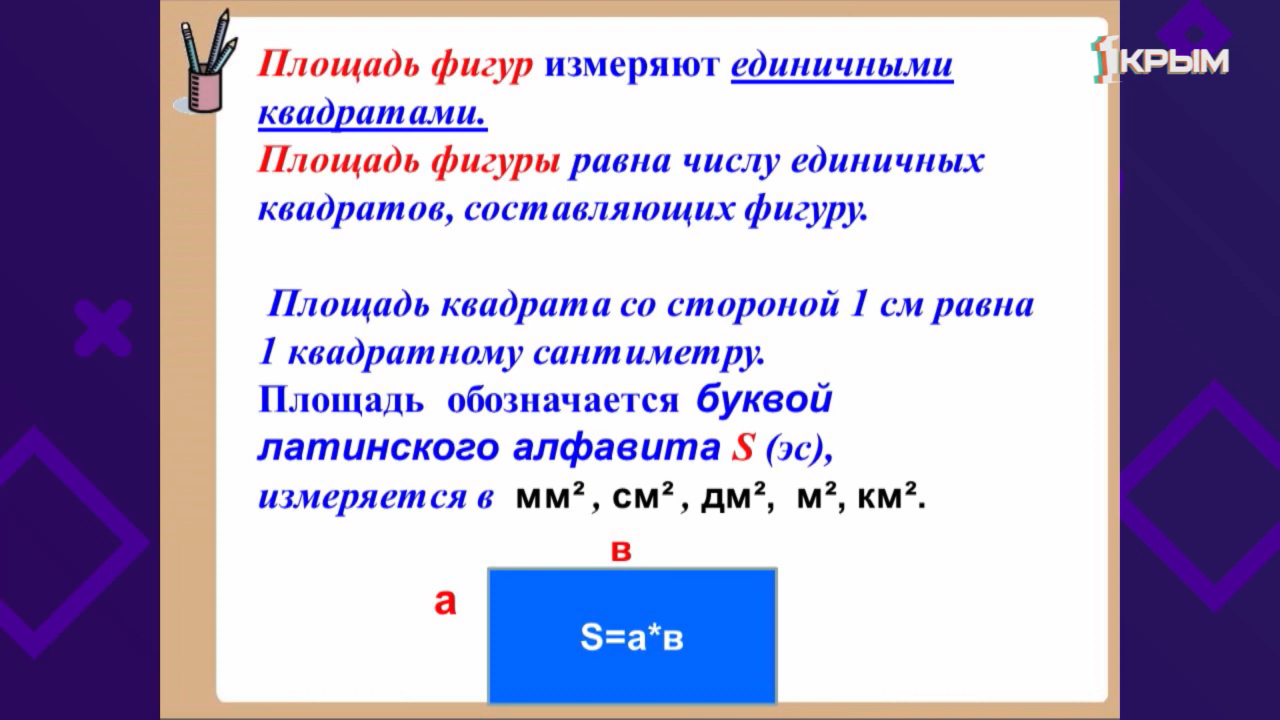 1КРЫМ
Площадь фигур измеряют единичными
квадратами.
Площадь фигуры равна числу единичных
квадратов, составляющих фигуру.
Площадь квадрата со стороной 1 см равна
1 квадратному сантиметру.
Площадь обозначается буквой
латинского алфавита S (эс),
измеряется в мм², см², дм², м², км².
в
а
S=а*в